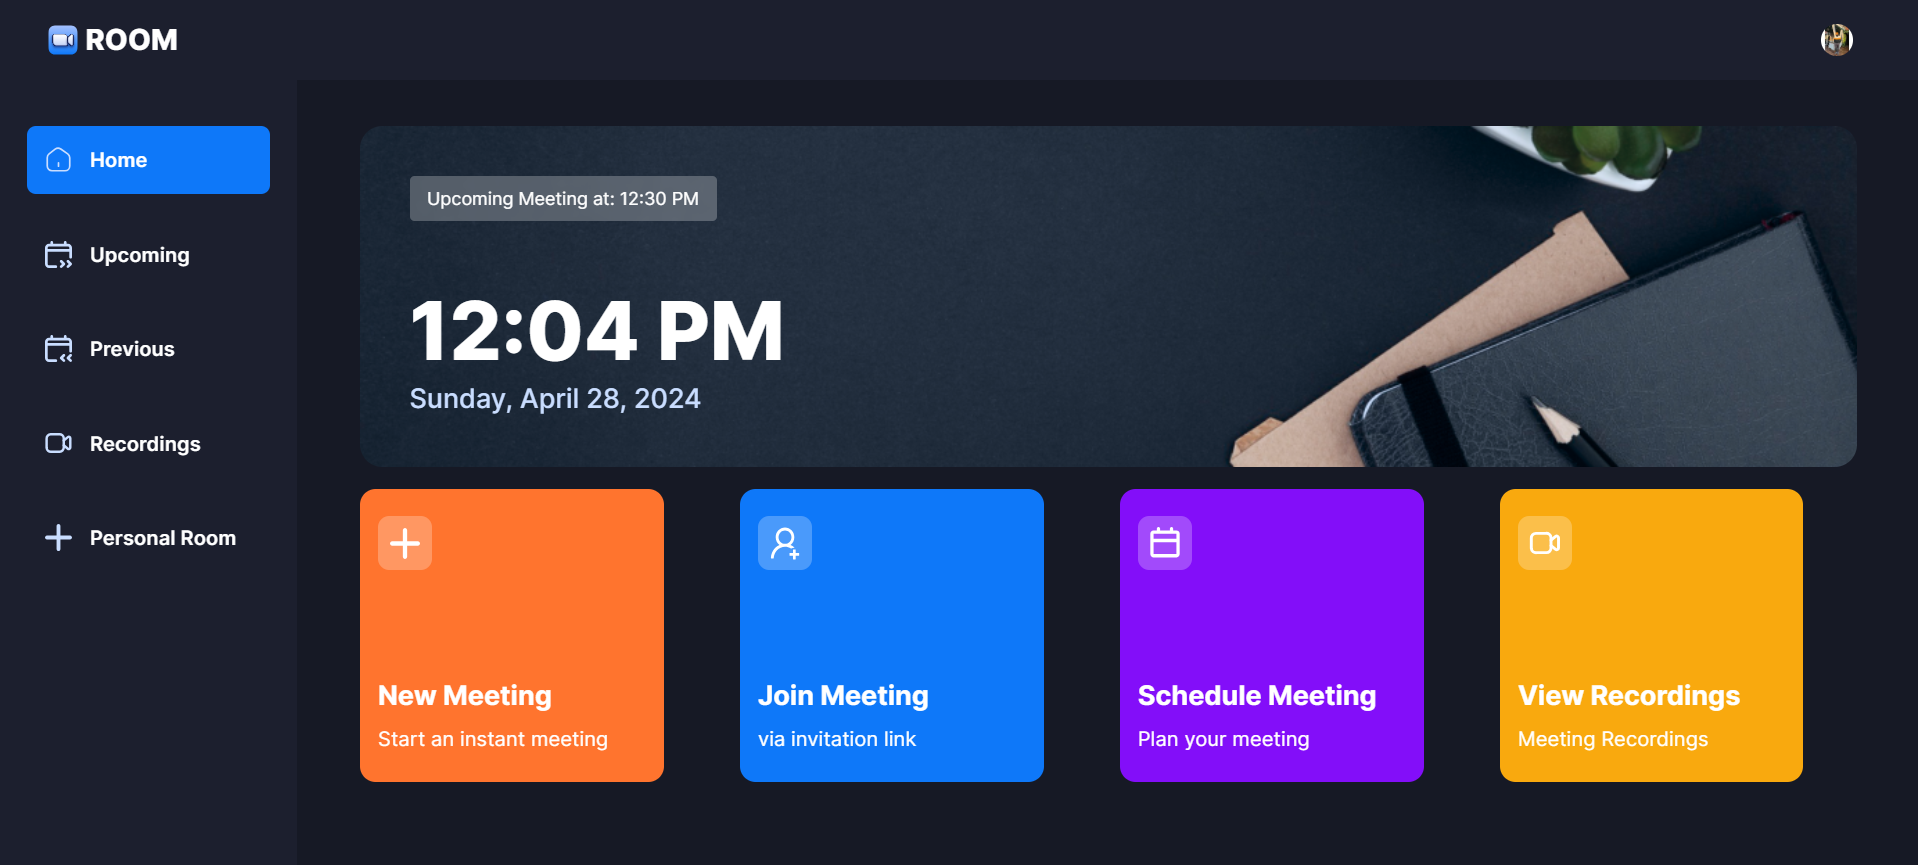 ROOM
Home
Upcoming
Previous
Recordings
Personal Room
Upcoming Meeting at: 12:30 PM
12:04 PM
Sunday, April 28, 2024
New Meeting
Start an instant meeting
Join Meeting
via invitation link
Schedule Meeting
Plan your meeting
View Recordings
Meeting Recordings